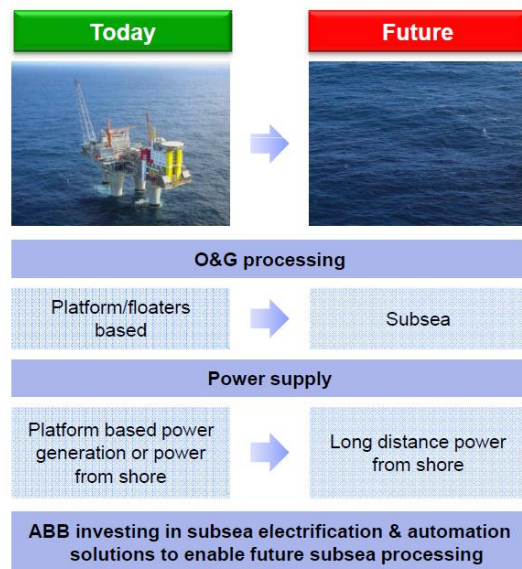 Today
Future
O&G processing
Platform/floaters
based
Subsea
Power supply
Platform based power
generation or power
from shore
Long distance power
from shore
ABB investing in subsea electrification & automation
solutions to enable future subsea processing